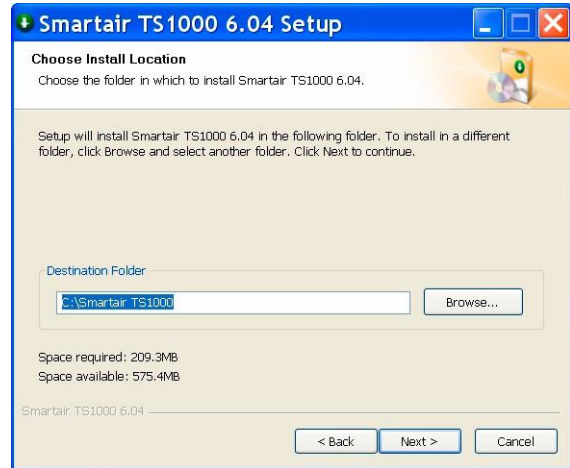 Smartair TS1000 6.04 Setup
Choose Install Location
Choose the folder in which to install Smartair TS1000 6.04.
Setup will install Smartair TS1000 6.04 in the following folder. To install in a different
folder, click Browse and select another folder. Click Next to continue.
Destination Folder
C:\Smartair TS1000
Browse...
Space required: 209.3MB
Space available: 575.4MB
Smartair TS1000 6.04
< Back
Next >
Cancel